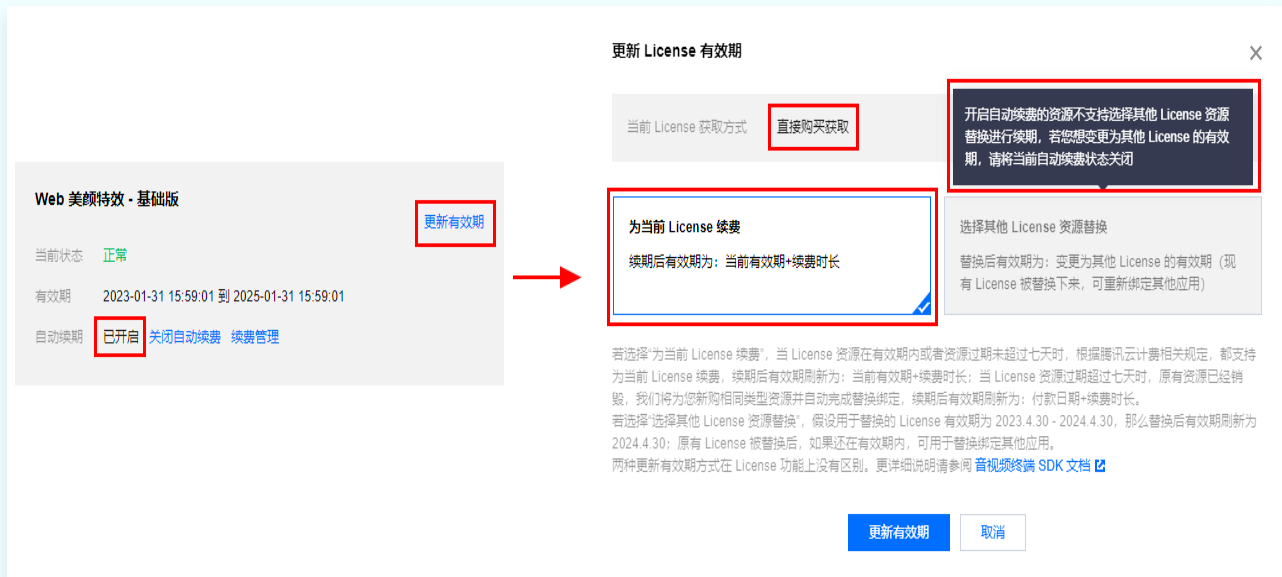 Web 美颜特效 - 基础版
更新有效期
当前状态 正常
有效期 2023-01-31 15:59:01 到 2025-01-31 15:59:01
自动续期 已开启 关闭自动续费 续费管理
更新 License 有效期
当前 License 获取方式 直接购买获取
开启自动续费的资源不支持选择其他 License 资源
替换进行续期，若您想变更为其他 License 的有效
期，请将当前自动续费状态关闭
为当前 License 续费
续期后有效期为：当前有效期+续费时长
选择其他 License 资源替换
替换后有效期为：变更为其他 License 的有效期（现
有 License 被替换下来，可重新绑定其他应用）
若选择“为当前 License 续费”，当 License 资源在有效期内或者资源过期未超过七天时，根据腾讯云计费相关规定，都支持
为当前 License 续费，续期后有效期刷新为：当前有效期+续费时长；当 License 资源过期超过七天时，原有资源已经销
毁，我们将为您新购相同类型资源并自动完成替换绑定，续期后有效期刷新为：付款日期+续费时长。
若选择“选择其他 License 资源替换”，假设用于替换的 License 有效期为 2023.4.30 - 2024.4.30，那么替换后有效期刷新为
2024.4.30；原有 License 被替换后，如果还在有效期内，可用于替换绑定其他应用。
两种更新有效期方式在 License 功能上没有区别。更详细说明请参阅 音视频终端 SDK 文档
更新有效期
取消